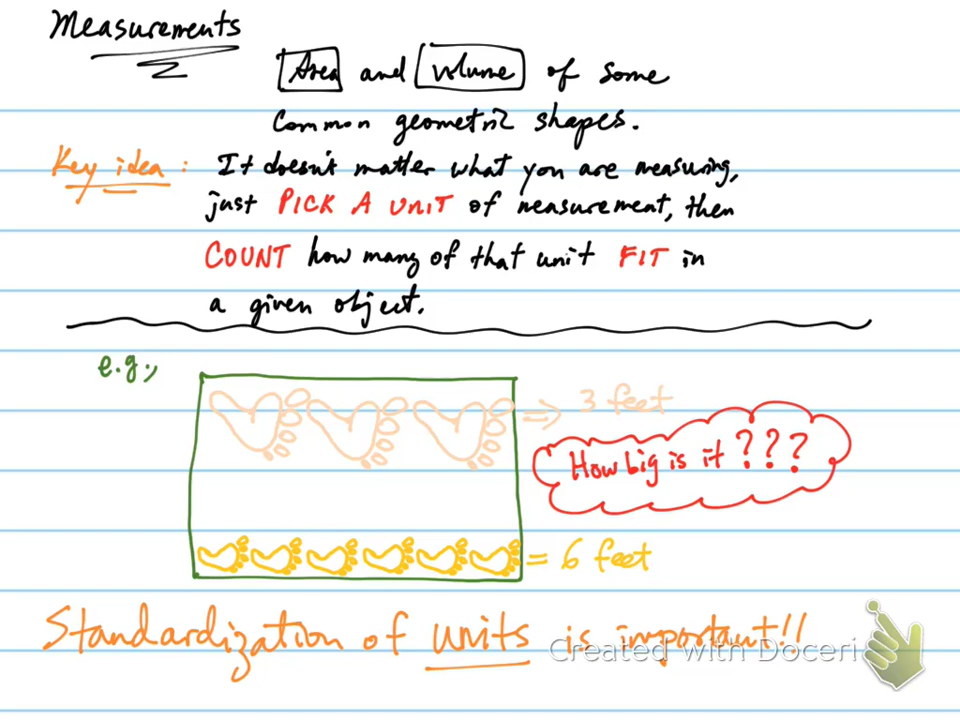 Measurements
Area and volume of some
Common geometric shapes.
Key idea : It doesn't matter what you are measuring,
just PICK A UNIT of measurement, then
COUNT how many of that unit FIT in
a given object.
e.g.,
=> 3 feet
How big is it ???
= 6 feet
Standardization of units is important!!
Created with Doceri